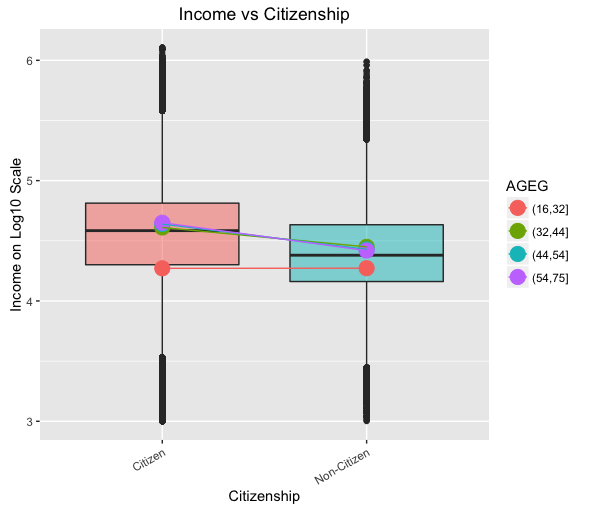 Income vs Citizenship
Income on Log10 Scale
6
5
4
3
Citizen
Non-Citizen
Citizenship
AGEG
(16,32]
(32,44]
(44,54]
(54,75]